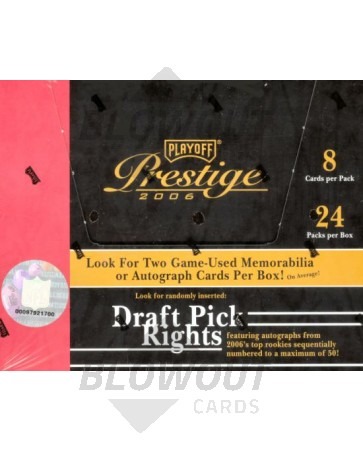 PLAYOFF
Prestige
2006
8
Cards per Pack
24
Packs per Box
Look For Two Game-Used Memorabilia
or Autograph Cards Per Box! (On Average)
Look for randomly inserted:
Draft Pick
Rights
featuring autographs from
2006's top rookies sequentially
numbered to a maximum of 50!
00067921700
BLOWOUT
CARDS